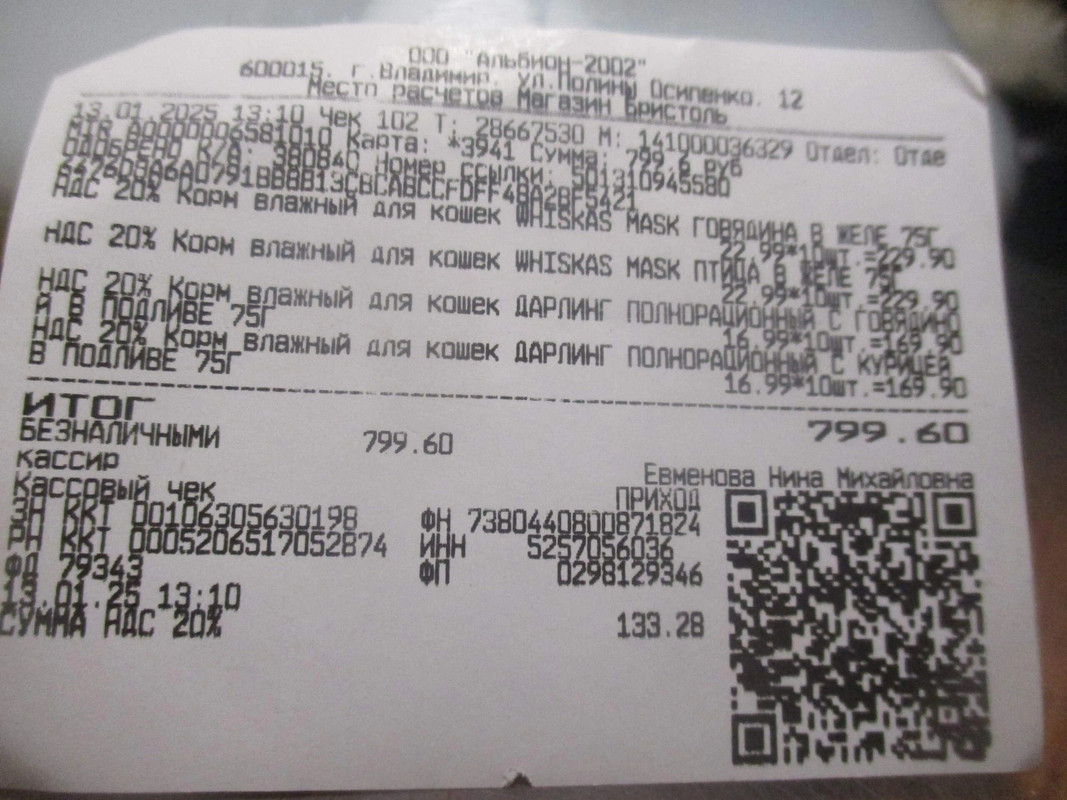 ООО "Альбион-2002"
600015, г.Владимир, ул.Полины Осипенко, 12
Место расчетов Магазин Бристоль
13.01.2025 13:10 Чек 102 Т: 28667530 М: 141000036329 Отдел: Отде
MIR A0000006581010 Карта: *3941 Сумма: 799.6 руб
ОДОБРЕНО К/А: 380840 Номер ссылки: 501310945580
НДС 20% Корм влажный для кошек WHISKAS MASK ГОВЯДИНА В ЖЕЛЕ 75Г
22.99*10шт.=229.90
НДС 20% Корм влажный для кошек WHISKAS MASK ПТИЦА В ЖЕЛЕ 75Г
22.99*10шт.=229.90
НДС 20% Корм влажный для кошек ДАРЛИНГ ПОЛНОРАЦИОННЫЙ С ГОВЯДИНО
Й В ПОДЛИВЕ 75Г
16.99*10шт.=169.90
НДС 20% Корм влажный для кошек ДАРЛИНГ ПОЛНОРАЦИОННЫЙ С КУРИЦЕЙ
В ПОДЛИВЕ 75Г
16.99*10шт.=169.90
ИТОГ 799.60
БЕЗНАЛИЧНЫМИ 799.60
кассир Евменова Нина Михайловна
Кассовый чек ПРИХОД
ЗН ККТ 00106305630198 ФН 7380440800871824
РН ККТ 0005206517052874 ИНН 5257056036
ФД 79343 ФП 0298129346
13.01.25 13:10
СУММА НДС 20% 133.28